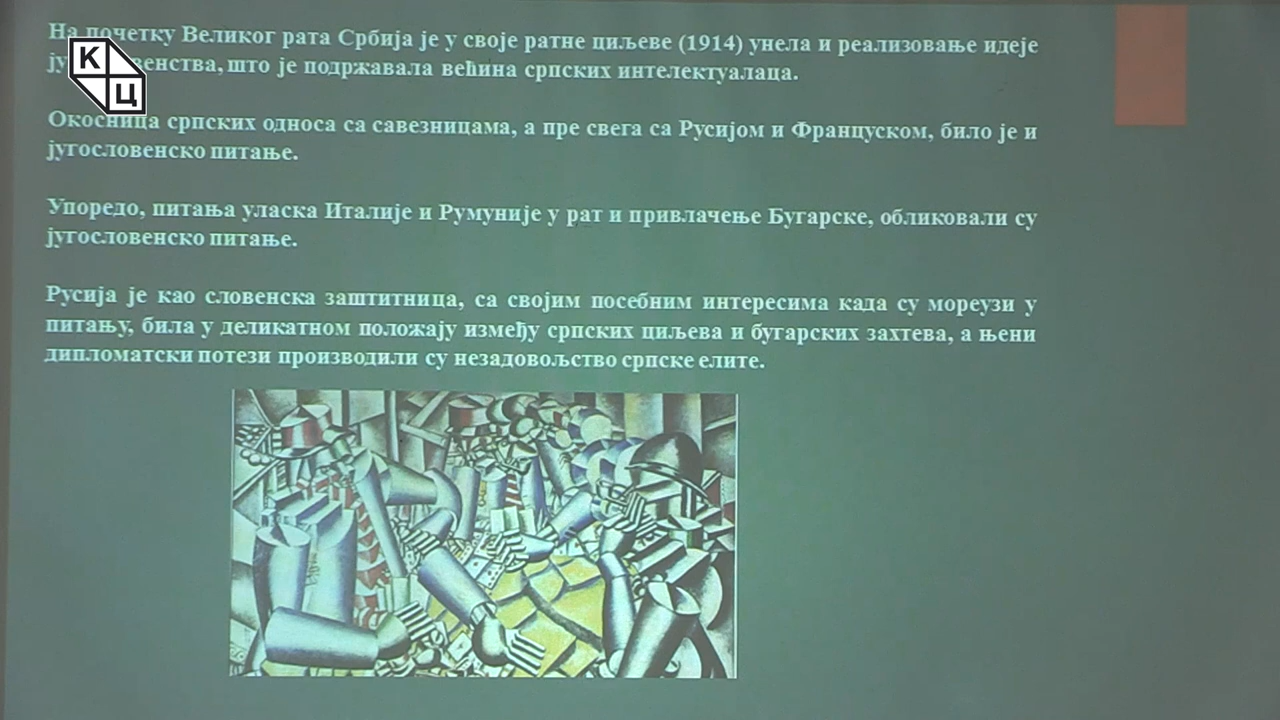 На почетку Великог рата Србија је у своје ратне циљеве (1914) унела и реализовање идеје
што је подржавала већина српских интелектуалаца.
К
Ц
Окосница српских односа са савезницама, а пре свега са Русијом и Француском, било је и
југословенско питање.
Упоредо, питања уласка Италије и Румуније у рат и привлачење Бугарске, обликовали су
југословенско питање.
Русија је као словенска заштитница, са својим посебним интересима када су мореузи у
питању, била у деликатном положају између српских циљева и бугарских захтева, а њени
дипломатски потези производили су незадовољство српске елите.